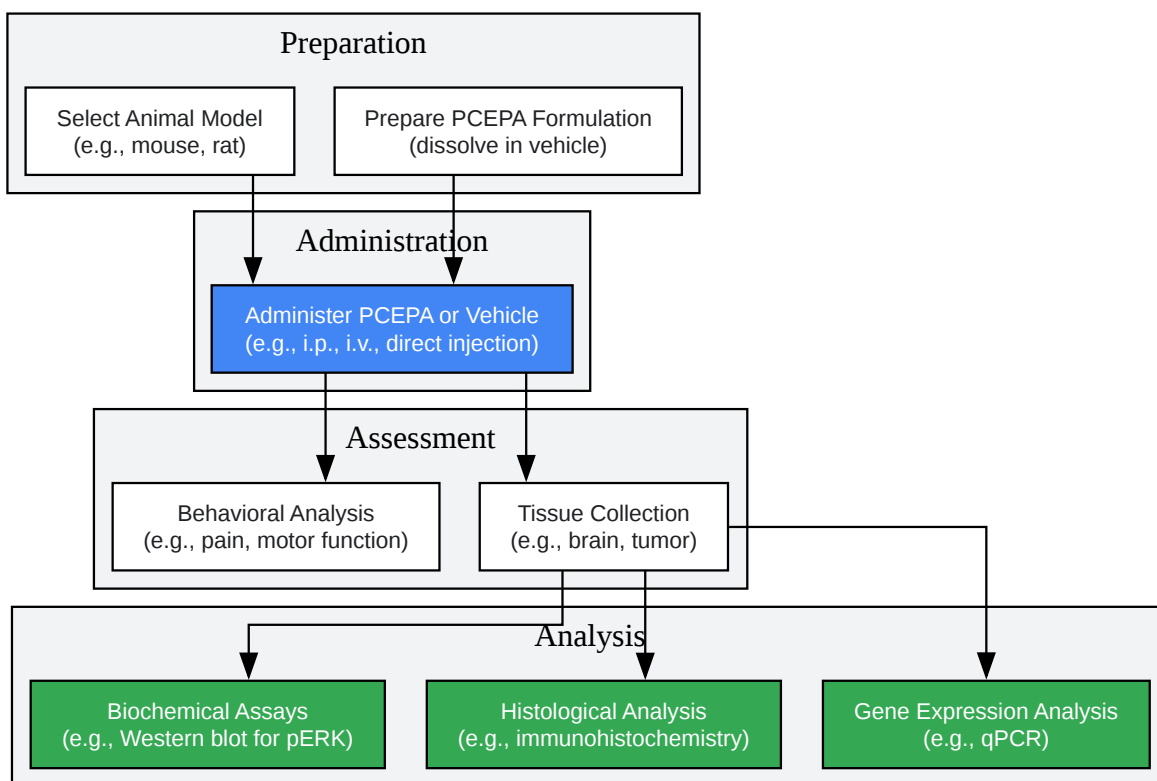 Preparation
Select Animal Model
(e.g., mouse, rat)
Prepare PCEPA Formulation
(dissolve in vehicle)
Administration
Administer PCEPA or Vehicle
(e.g., i.p., i.v., direct injection)
Assessment
Behavioral Analysis
(e.g., pain, motor function)
Tissue Collection
(e.g., brain, tumor)
Analysis
Biochemical Assays
(e.g., Western blot for pERK)
Histological Analysis
(e.g., immunohistochemistry)
Gene Expression Analysis
(e.g., qPCR)